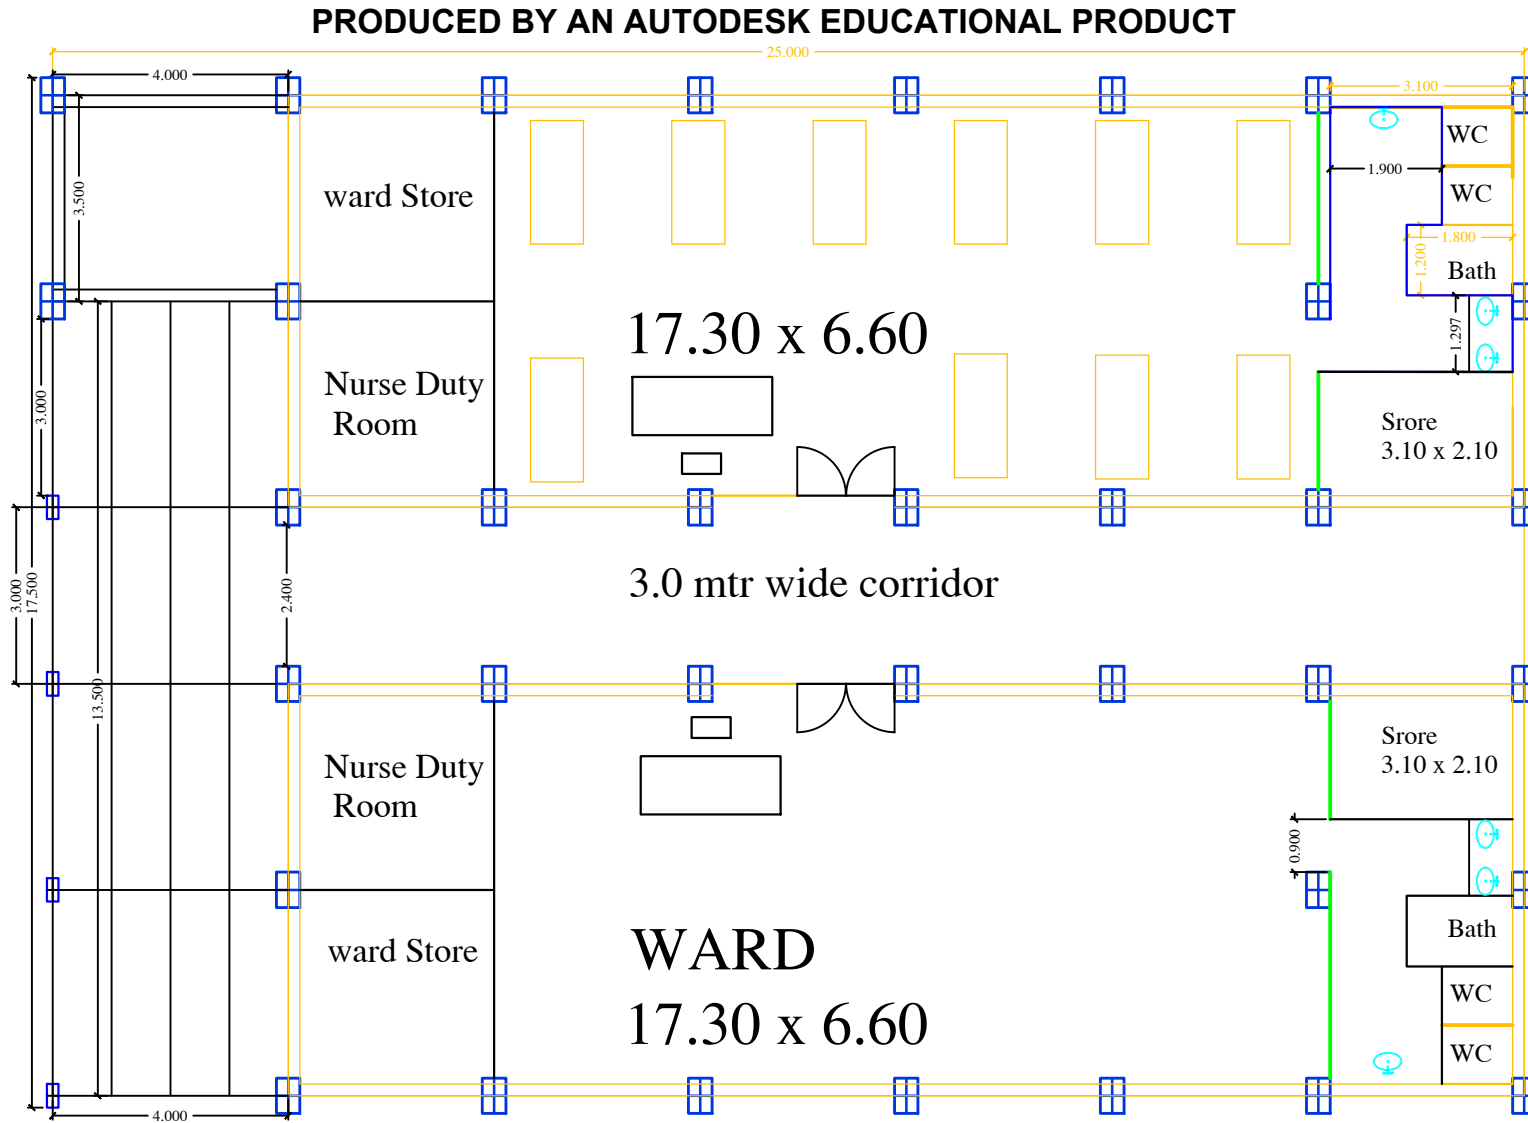 PRODUCED BY AN AUTODESK EDUCATIONAL PRODUCT
25.000
4.000
3.100
WC
1.900
3.500
ward Store
WC
1.200
1.800
Bath
17.30 x 6.60
1.297
Nurse Duty
Room
3.000
Srore
3.10 x 2.10
3.000
17.500
2.400
3.0 mtr wide corridor
13.500
Nurse Duty
Room
Srore
3.10 x 2.10
0.900
ward Store
WARD
17.30 x 6.60
Bath
WC
WC
4.000